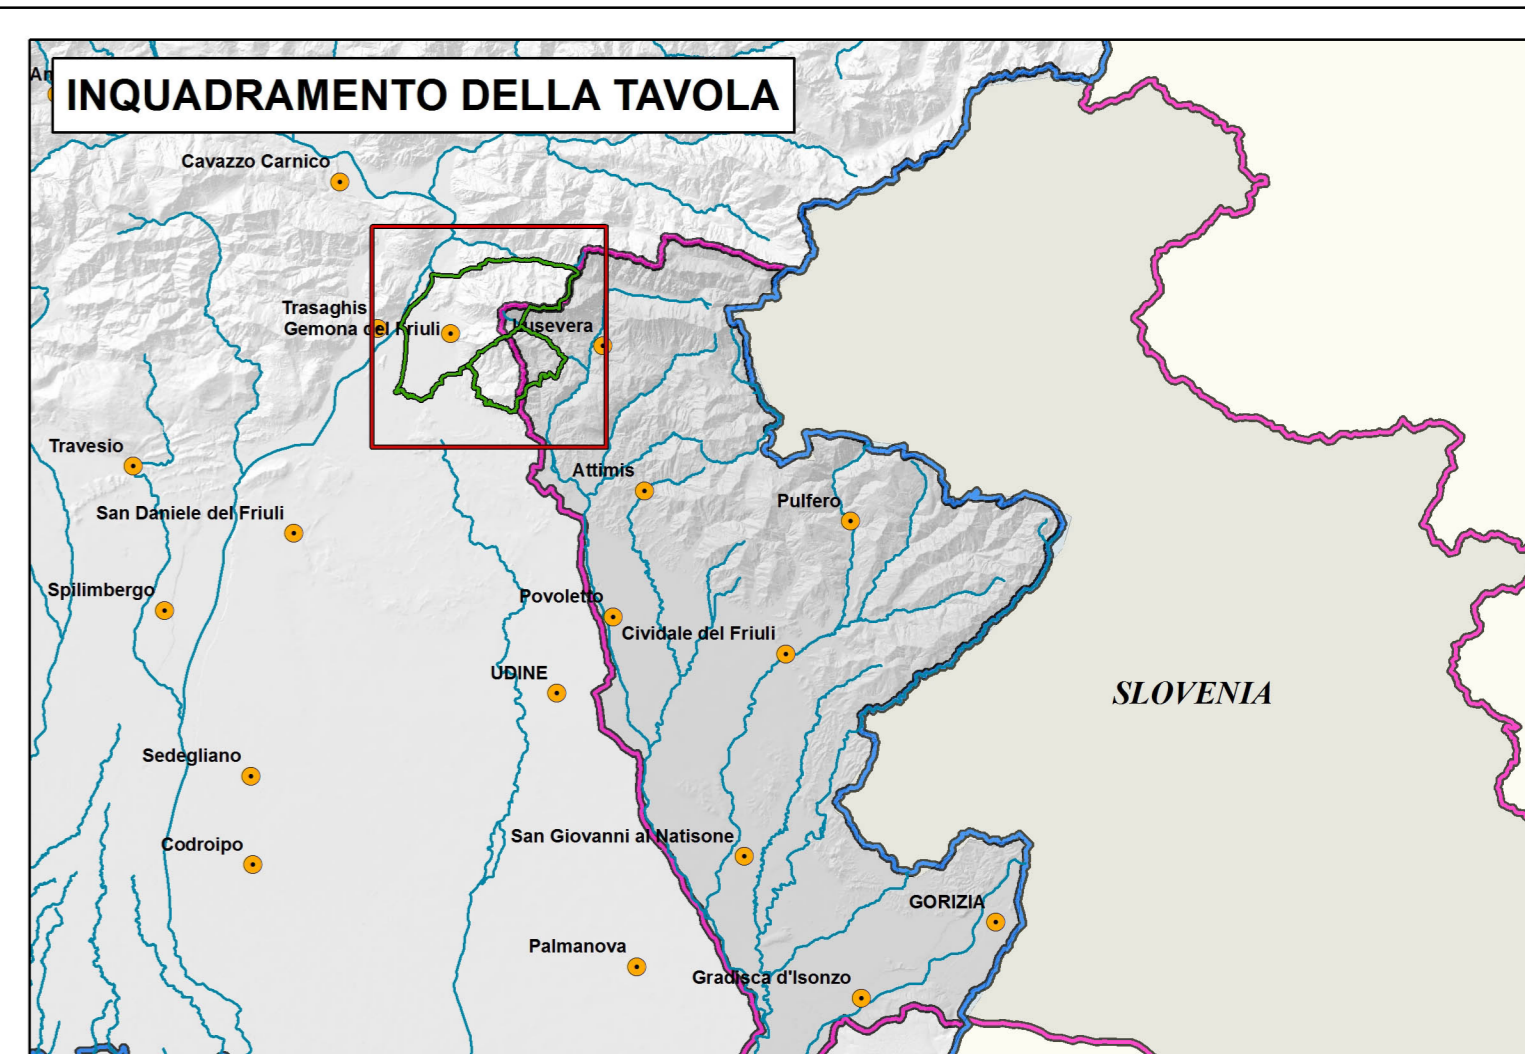 INQUADRAMENTO DELLA TAVOLA
Cavazzo Carnico
Trasaghis
Gemona del Friuli
Lusevera
Travesio
Attimis
San Daniele del Friuli
Pulfero
Spilimbergo
Povoletto
Cividale del Friuli
UDINE
SLOVENIA
Sedegliano
San Giovanni al Natisone
Codroipo
GORIZIA
Palmanova
Gradisca d'Isonzo